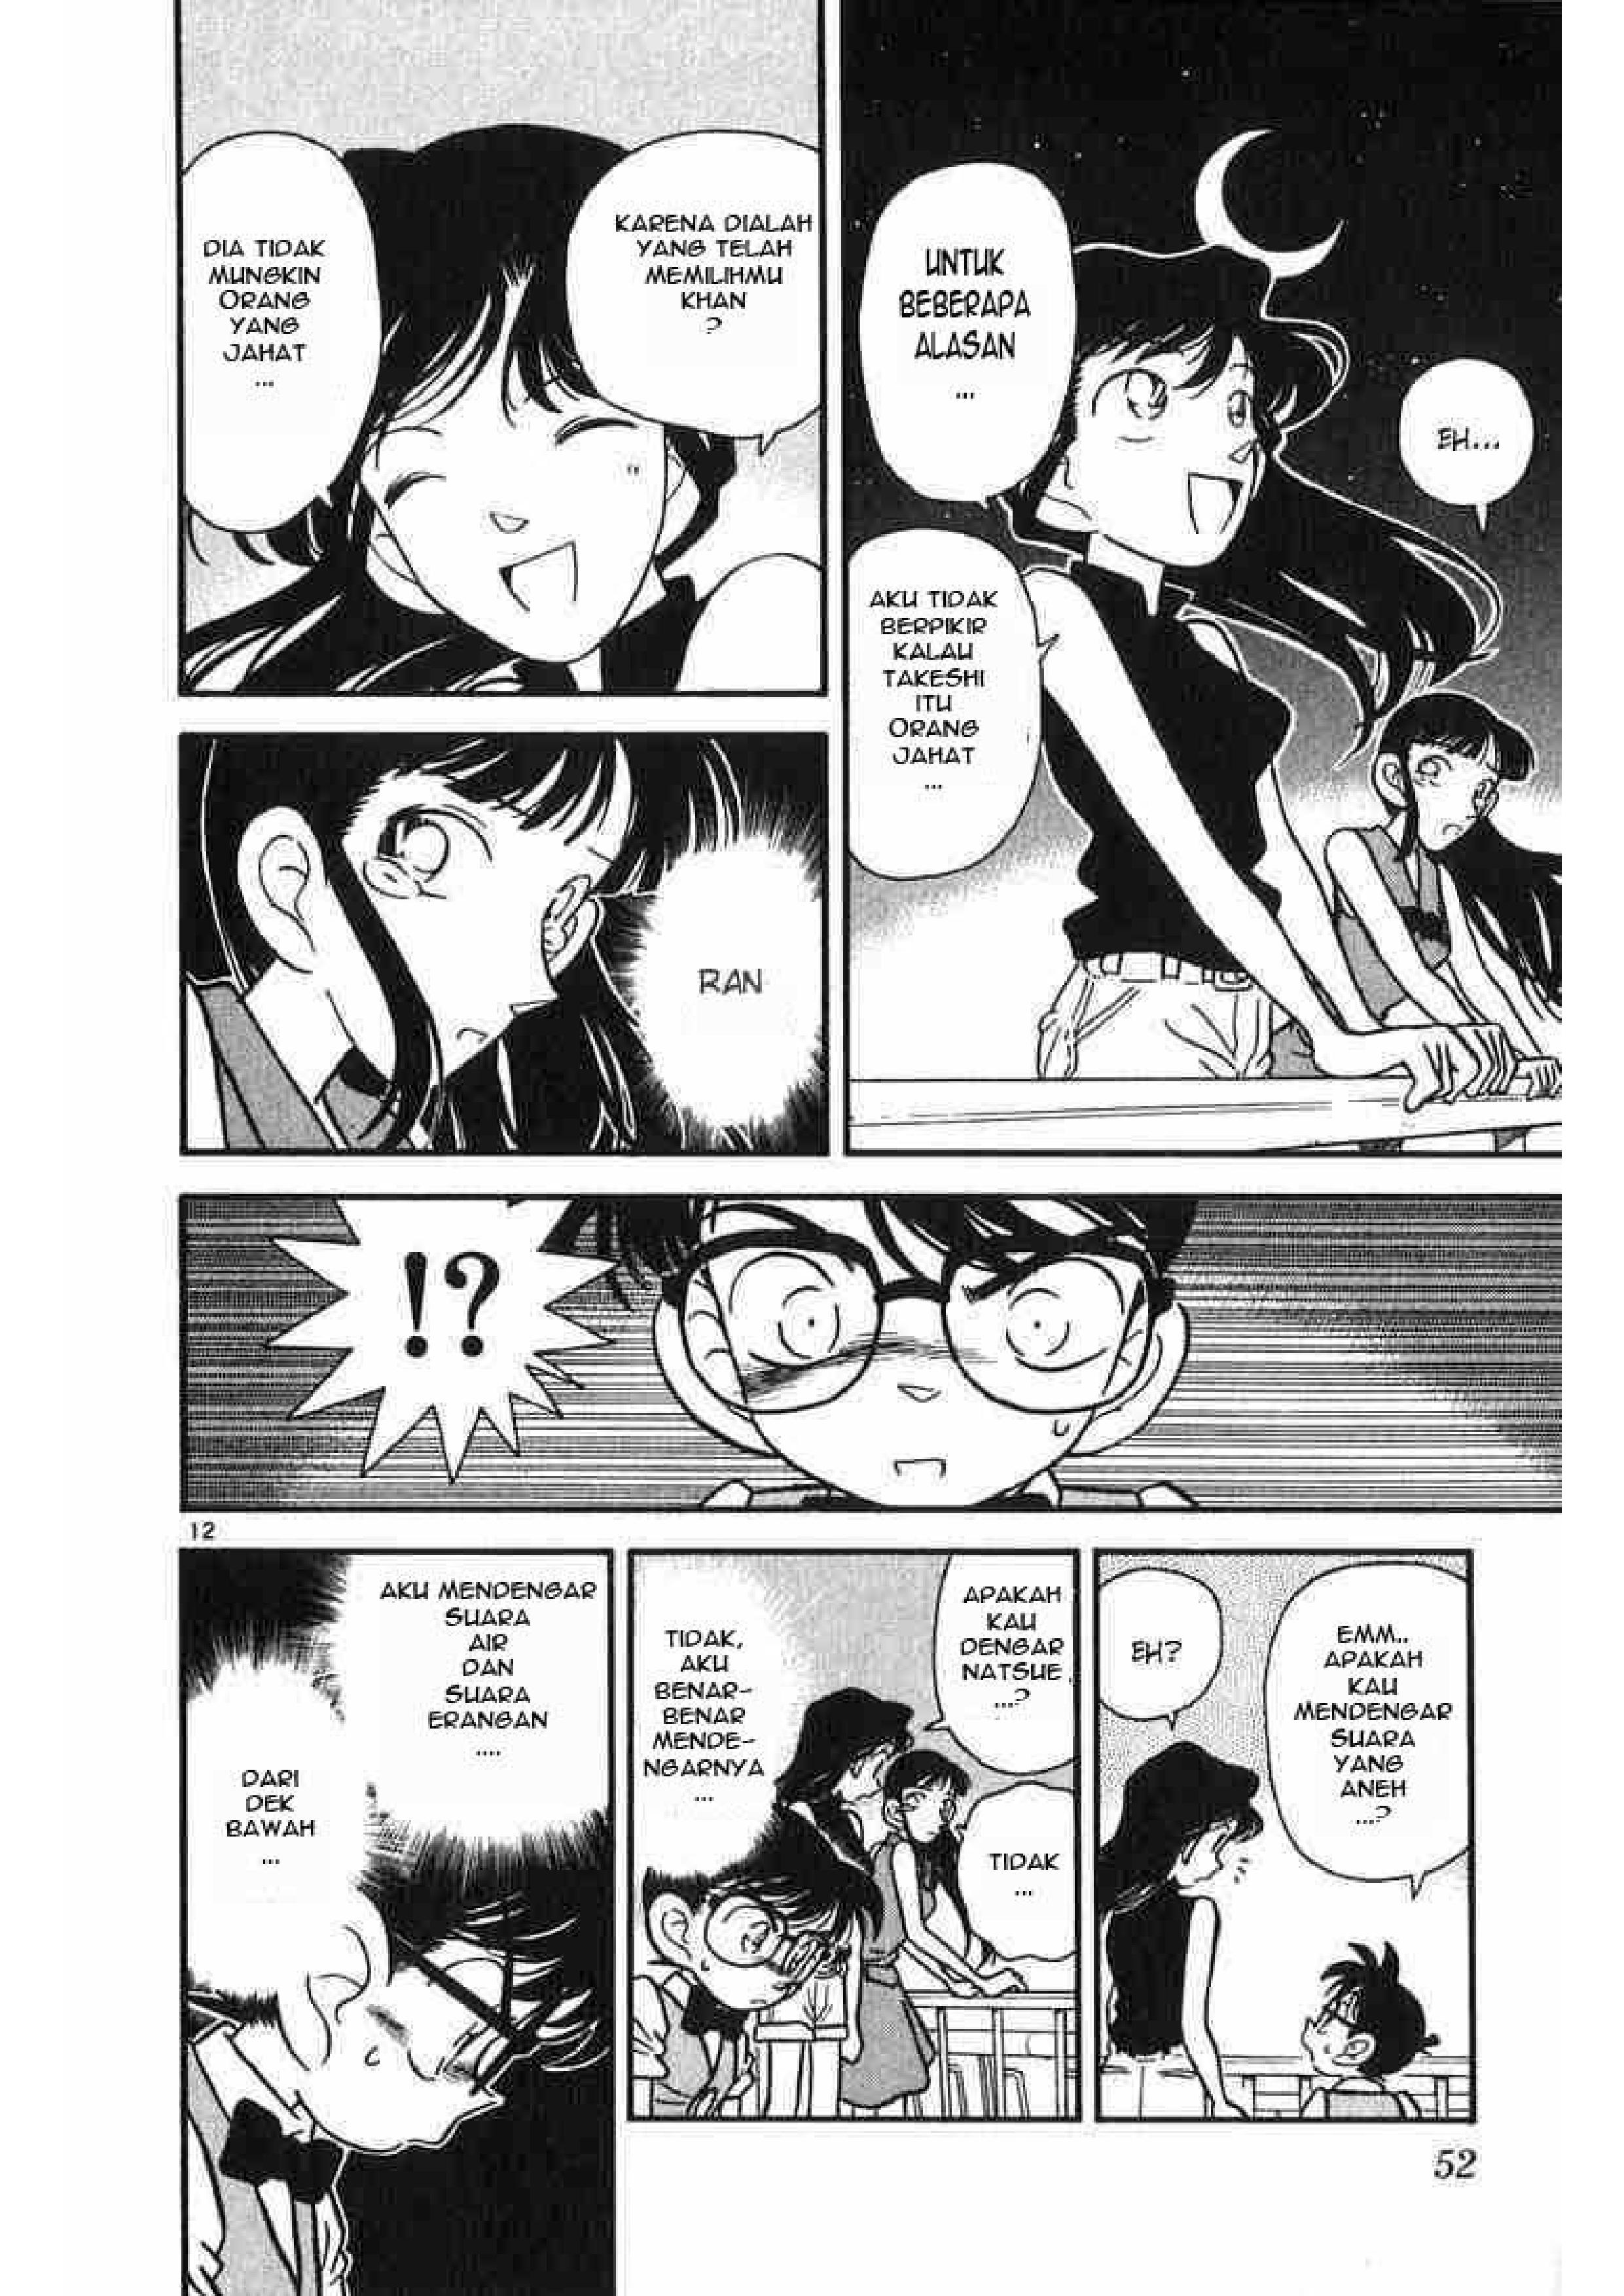 EH...
UNTUK
BEBERAPA
ALASAN
...
AKU TIDAK
BERPIKIR
KALAU
TAKESHI
ITU
ORANG
JAHAT
...
KARENA DIALAH
YANG TELAH
MEMILIHMU
KHAN
?
DIA TIDAK
MUNGKIN
ORANG
YANG
JAHAT
...
RAN
!?
12
EMM..
APAKAH
KAU
MENDENGAR
SUARA
YANG
ANEH
...?
EH?
APAKAH
KAU
DENGAR
NATSUE
...?
TIDAK
...
TIDAK,
AKU
BENAR-
BENAR
MENDE-
NGARNYA
...
AKU MENDENGAR
SUARA
AIR
DAN
SUARA
ERANGAN
....
DARI
DEK
BAWAH
...
52